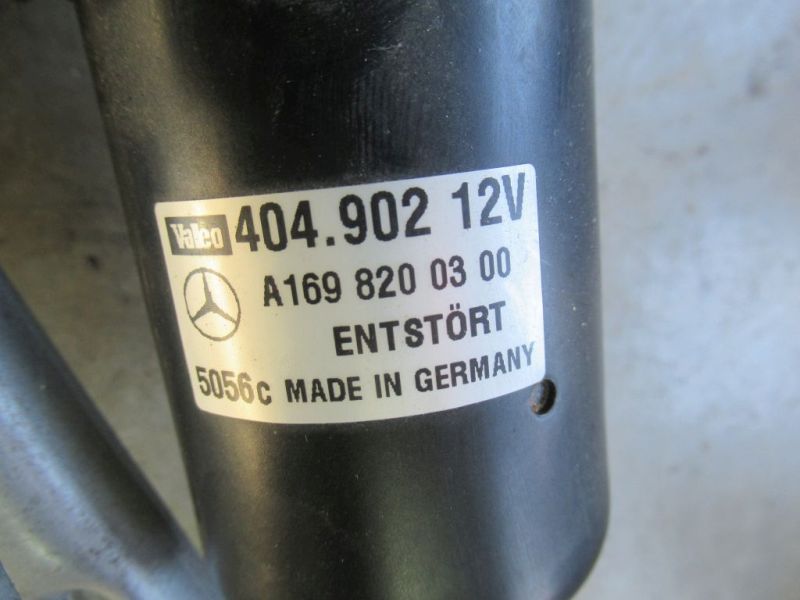 Valeo 404.902 12V
A169 820 03 00
ENTSTÖRT
5056c MADE IN GERMANY